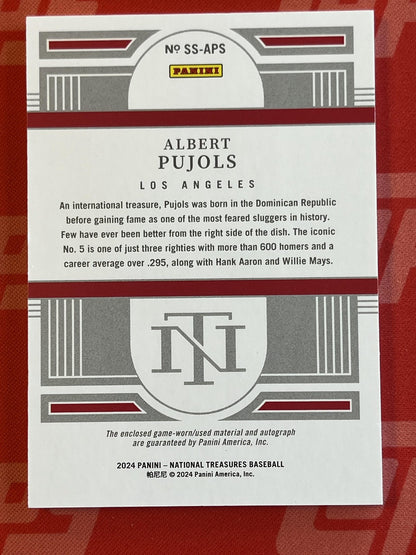 № SS-APS
PANINI
ALBERT
PUJOLS
LOS ANGELES
An international treasure, Pujols was born in the Dominican Republic
before gaining fame as one of the most feared sluggers in history.
Few have ever been better from the right side of the dish. The iconic
No. 5 is one of just three righties with more than 600 homers and a
career average over .295, along with Hank Aaron and Willie Mays.
NT
The enclosed game-worn/used material and autograph
are guaranteed by Panini America, Inc.
2024 PANINI – NATIONAL TREASURES BASEBALL
帕尼尼 © 2024 Panini America, Inc.